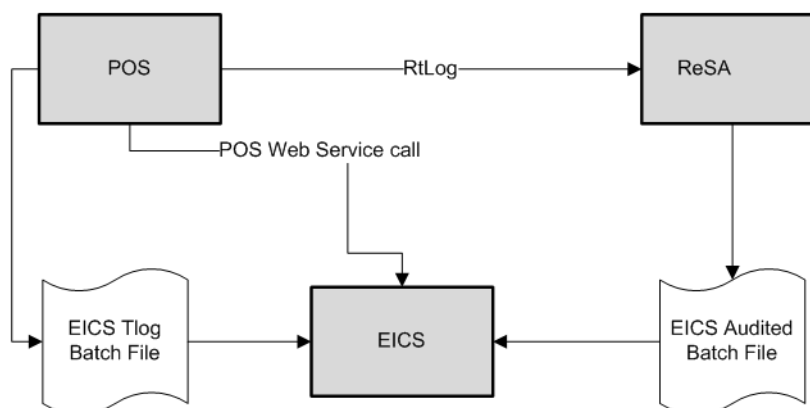 POS
RtLog
ReSA
POS Web Service call
EICS Tlog
Batch File
EICS
EICS Audited
Batch File